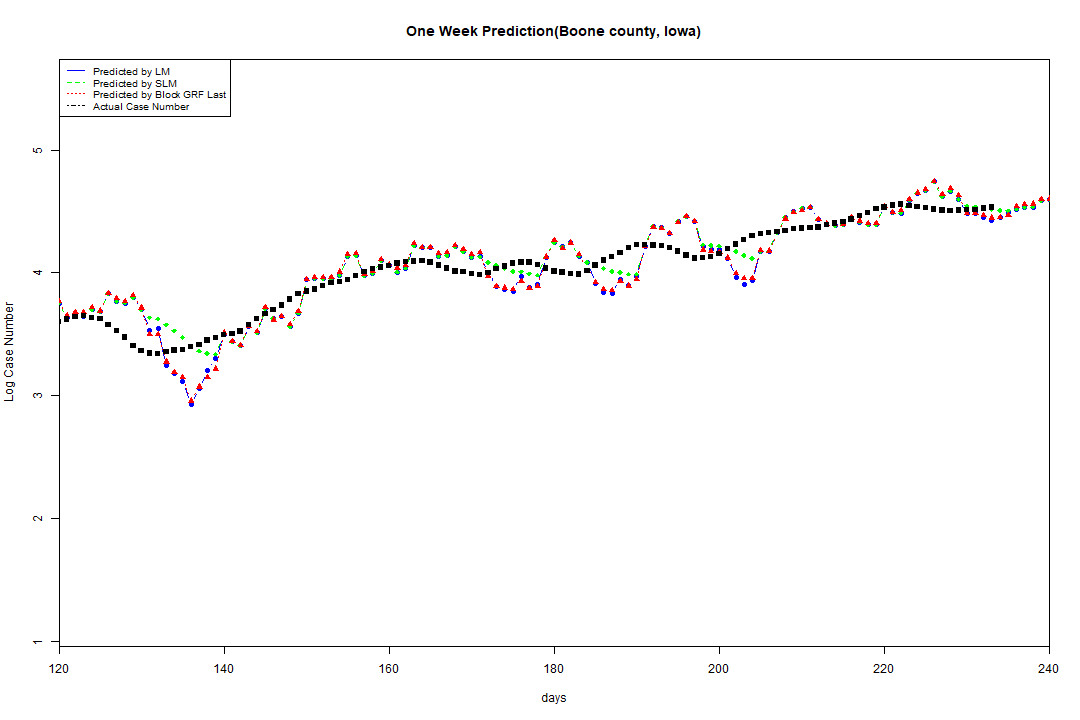 One Week Prediction(Boone county, Iowa)
Predicted by LM
Predicted by SLM
Predicted by Block GRF Last
Actual Case Number
5
4
3
2
1
Log Case Number
120 140 160 180 200 220 240
days